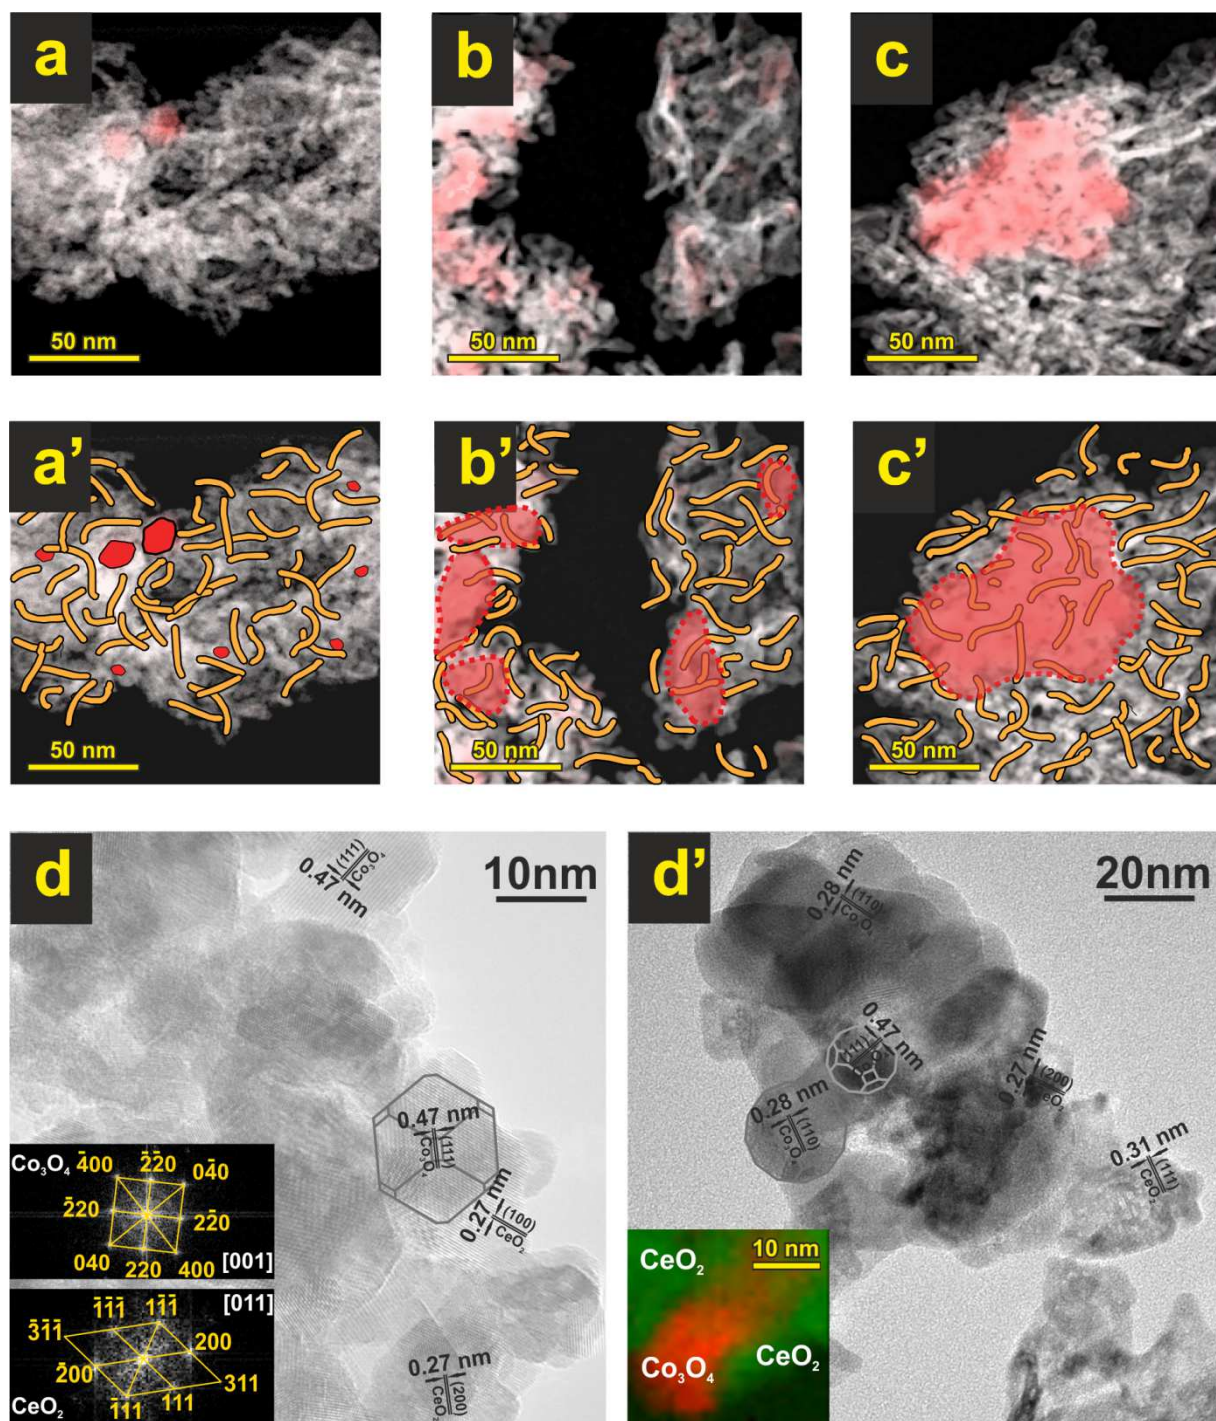 a
b
c
50 nm
50 nm
50 nm
a’
b’
c’
50 nm
50 nm
50 nm
d
(111)
Co₃O₄
0.47 nm
10nm
0.47 nm
(111)
Co₃O₄
0.27 nm
(100)
CeO₂
0.27 nm
(200)
CeO₂
Co₃O₄
4̄00
2̄2̄0
04̄0
2̄20
22̄0
040
220
400
[001]
[011]
1̄1̄1̄
11̄1̄
3̄1̄1̄
200
2̄00
311
1̄11
111
CeO₂
d’
20nm
0.28 nm
(110)
0.47 nm
(111)
0.28 nm
(110)
Co₃O₄
0.27 nm
(200)
CeO₂
0.31 nm
(111)
CeO₂
10 nm
CeO₂
Co₃O₄
CeO₂